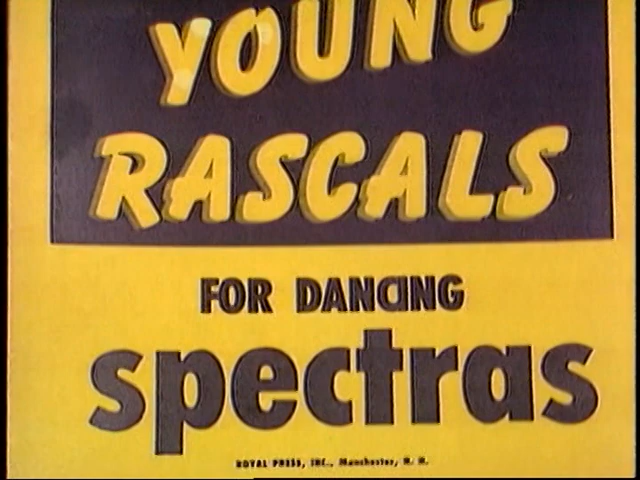 YOUNG
RASCALS
FOR DANCING
spectras
ROYAL PRESS, INC., Manchester, N. H.